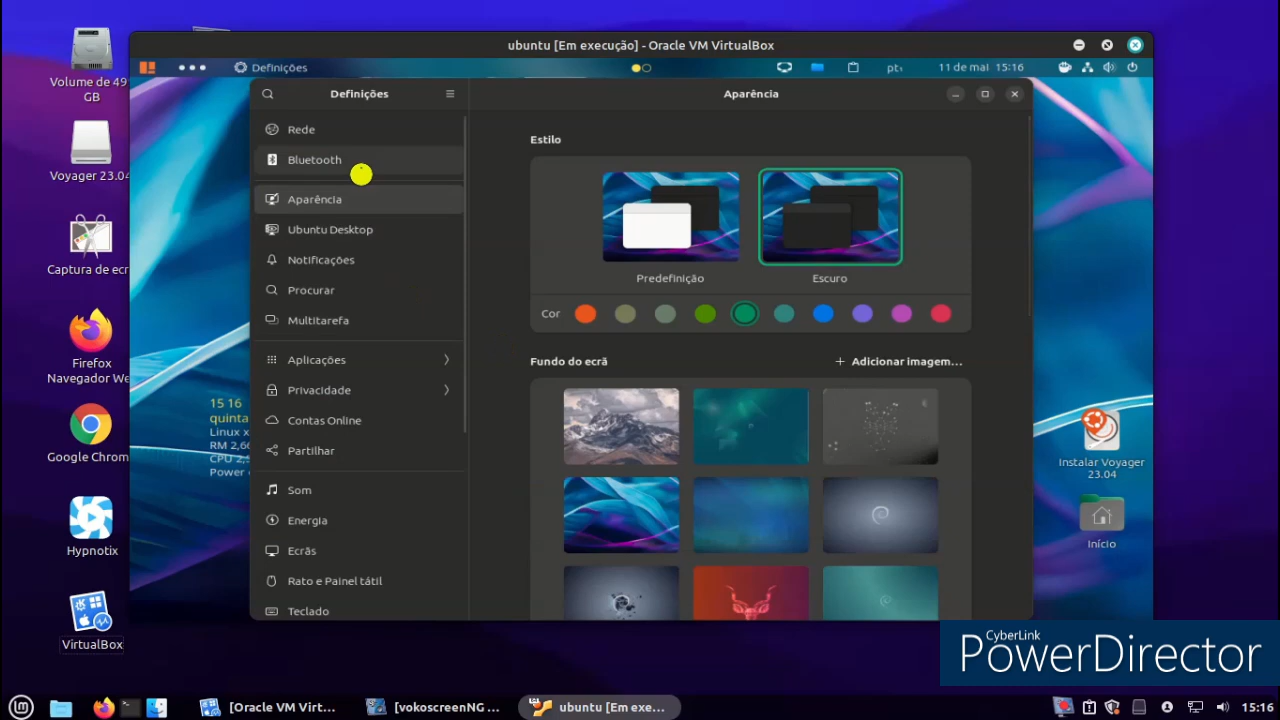 ubuntu [Em execução] - Oracle VM VirtualBox
Definições
pt₁
11 de mai 15:16
Volume de 49
GB
Voyager 23.04
Captura de ecr
Firefox
Navegador We
Google Chrom
Hypnotix
VirtualBox
15 16
quinta
Linux x
RM 2,6
CPU 2,
Power
Definições
Rede
Bluetooth
Aparência
Ubuntu Desktop
Notificações
Procurar
Multitarefa
Aplicações
Privacidade
Contas Online
Partilhar
Som
Energia
Ecrãs
Rato e Painel tátil
Teclado
Aparência
Estilo
Predefinição
Escuro
Cor
Fundo do ecrã
+ Adicionar imagem...
Instalar Voyager
23.04
Início
CyberLink
PowerDirector
[Oracle VM Virt...
[vokoscreenNG ...
ubuntu [Em exe...
15:16